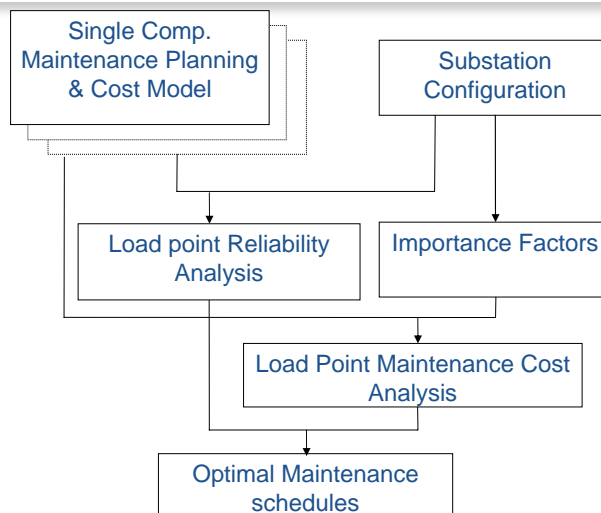 Single Comp.
Maintenance Planning
& Cost Model
Substation
Configuration
Load point Reliability
Analysis
Importance Factors
Load Point Maintenance Cost
Analysis
Optimal Maintenance
schedules